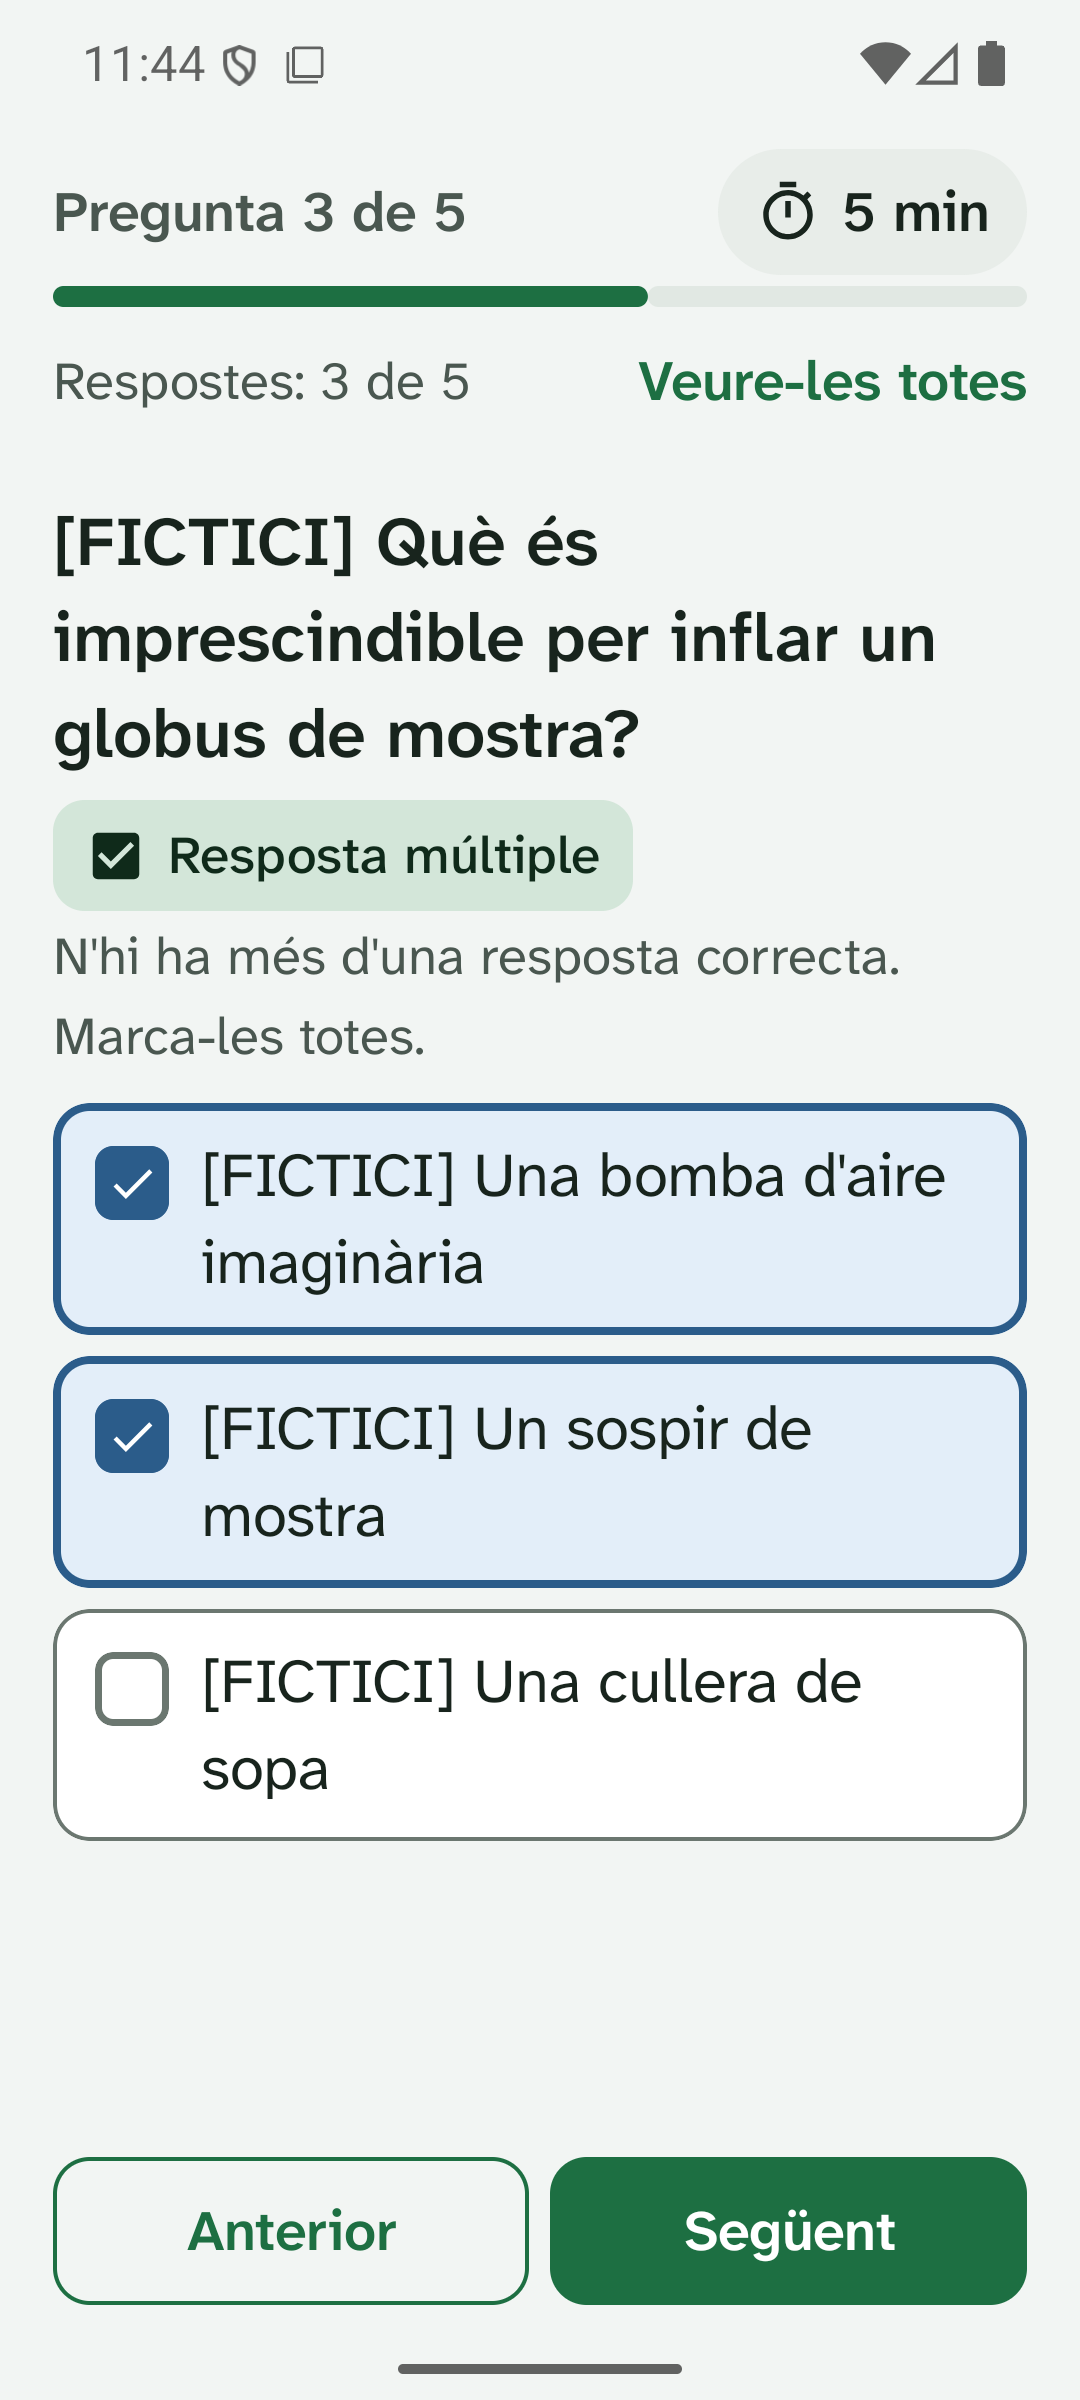 11:44
Pregunta 3 de 5
5 min
Respostes: 3 de 5
Veure-les totes
[FICTICI] Què és
imprescindible per inflar un
globus de mostra?
Resposta múltiple
N'hi ha més d'una resposta correcta.
Marca-les totes.
[FICTICI] Una bomba d'aire
imaginària
[FICTICI] Un sospir de
mostra
[FICTICI] Una cullera de
sopa
Anterior
Següent